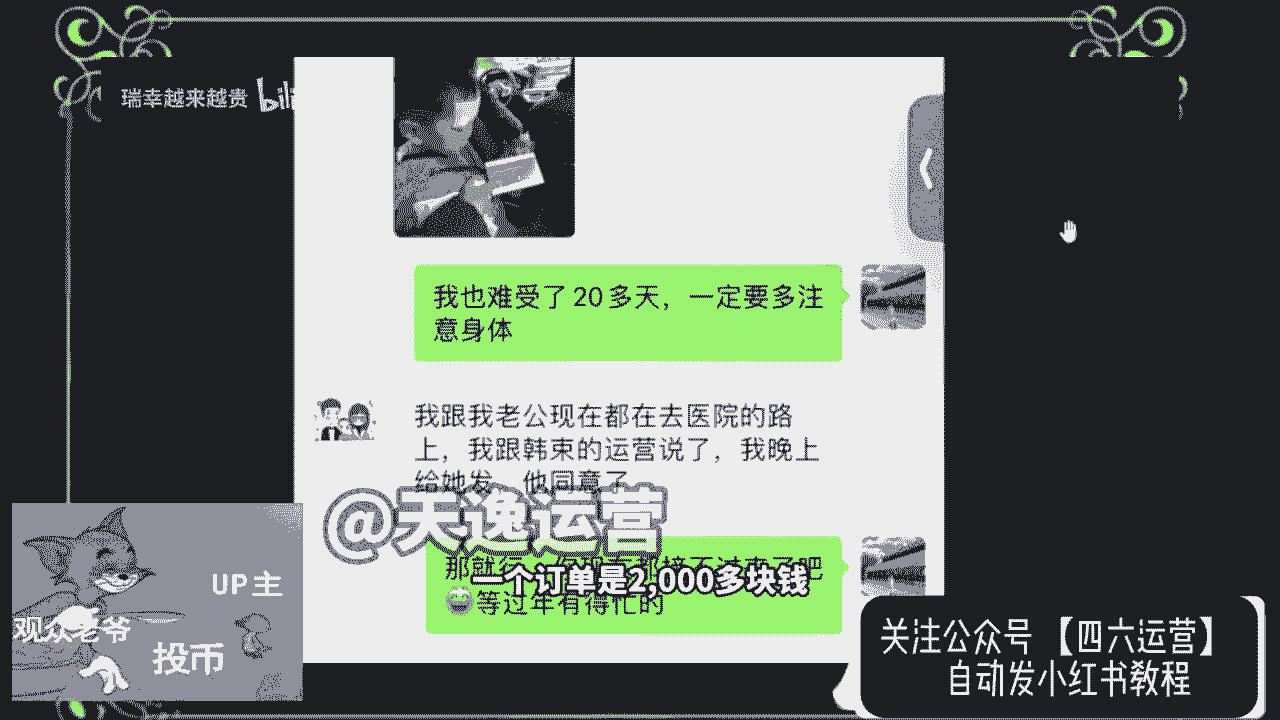 瑞幸越来越贵 bili
我也难受了20多天，一定要多注
意身体
我跟我老公现在都在去医院的路
上，我跟韩束的运营说了，我晚上
给她发，他同意了
@天逸运营
那就行
一个订单是2,000多块钱
等过年有得忙的
UP主
观众老爷
投币
关注公众号【四六运营】
自动发小红书教程